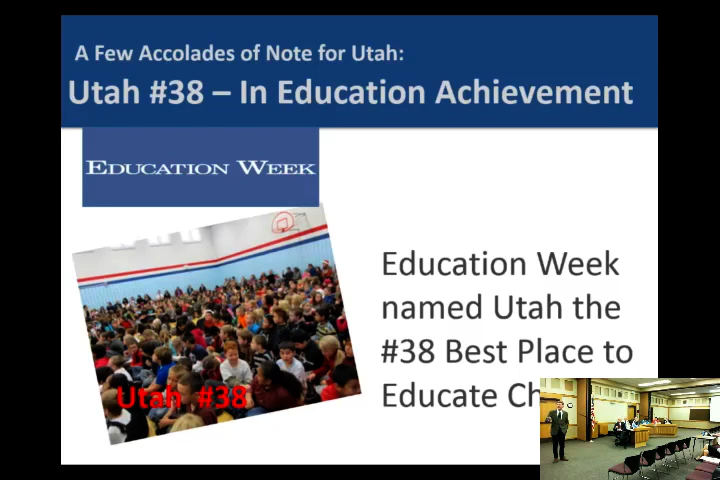 A Few Accolades of Note for Utah:
Utah #38 – In Education Achievement
EDUCATION WEEK
Education Week
named Utah the
#38 Best Place to
Educate Ch
Utah #38